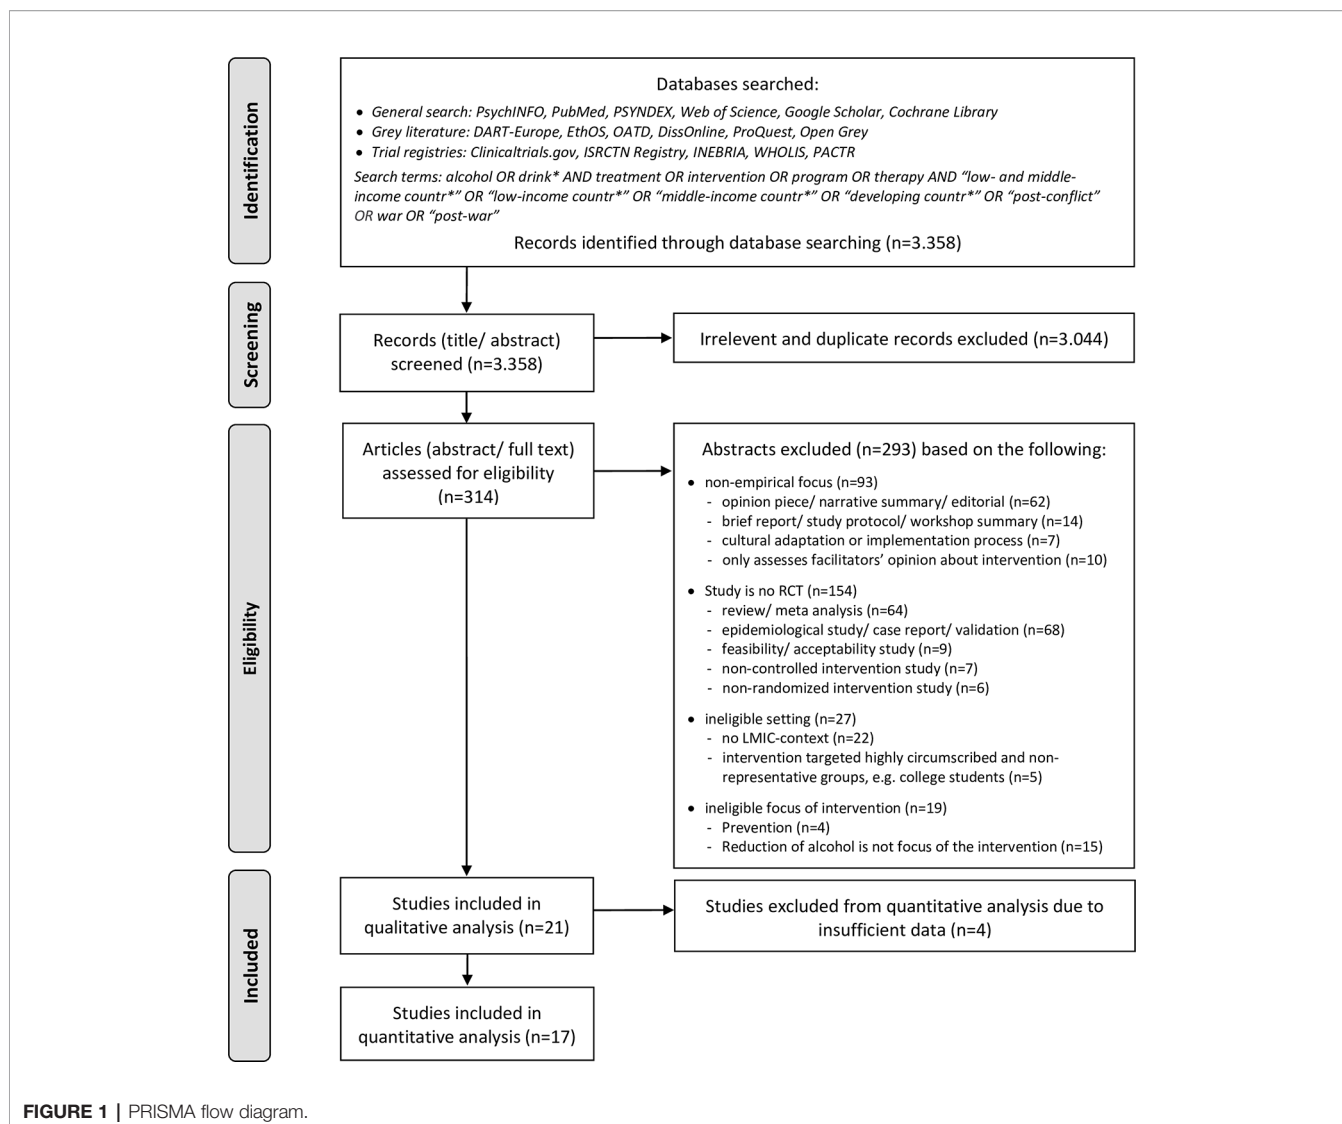 Identification
Databases searched:
• General search: PsychINFO, PubMed, PSYNDEX, Web of Science, Google Scholar, Cochrane Library
• Grey literature: DART-Europe, EthOS, OATD, DissOnline, ProQuest, Open Grey
• Trial registries: Clinicaltrials.gov, ISRCTN Registry, INEBRIA, WHOLIS, PACTR
Search terms: alcohol OR drink* AND treatment OR intervention OR program OR therapy AND “low- and middle-
income countr*” OR “low-income countr*” OR “middle-income countr*” OR “developing countr*” OR “post-conflict”
OR war OR “post-war”
Records identified through database searching (n=3.358)
Screening
Records (title/ abstract)
screened (n=3.358)
Irrelevent and duplicate records excluded (n=3.044)
Eligibility
Articles (abstract/ full text)
assessed for eligibility
(n=314)
Abstracts excluded (n=293) based on the following:
• non-empirical focus (n=93)
- opinion piece/ narrative summary/ editorial (n=62)
- brief report/ study protocol/ workshop summary (n=14)
- cultural adaptation or implementation process (n=7)
- only assesses facilitators’ opinion about intervention (n=10)
• Study is no RCT (n=154)
- review/ meta analysis (n=64)
- epidemiological study/ case report/ validation (n=68)
- feasibility/ acceptability study (n=9)
- non-controlled intervention study (n=7)
- non-randomized intervention study (n=6)
• ineligible setting (n=27)
- no LMIC-context (n=22)
- intervention targeted highly circumscribed and non-
representative groups, e.g. college students (n=5)
• ineligible focus of intervention (n=19)
- Prevention (n=4)
- Reduction of alcohol is not focus of the intervention (n=15)
Included
Studies included in
qualitative analysis (n=21)
Studies excluded from quantitative analysis due to
insufficient data (n=4)
Studies included in
quantitative analysis (n=17)
FIGURE 1 | PRISMA flow diagram.